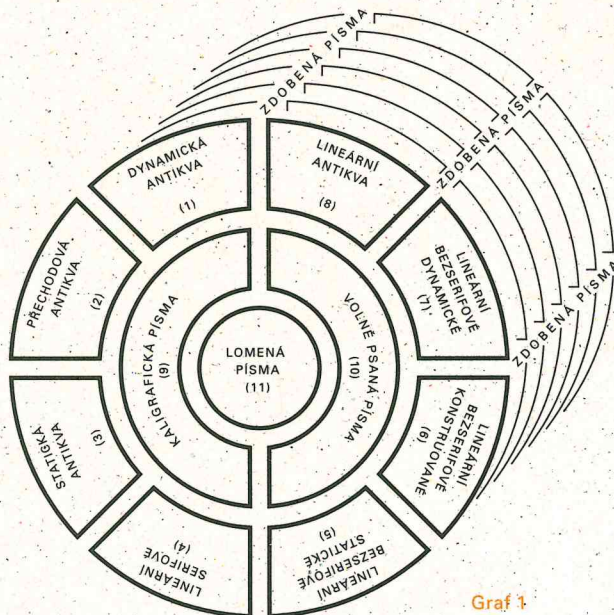 ZDOBENÁ PÍSMA
ZDOBENÁ PÍSMA
ZDOBENÁ PÍSMA
DYNAMICKÁ
ANTIKVA
(1)
LINEÁRNÍ
ANTIKVA
(8)
PŘECHODOVÁ
ANTIKVA
(2)
LINEÁRNÍ
BEZSERIFOVÉ
DYNAMICKÉ
(7)
KALIGRAFICKÁ PÍSMA
(9)
LOMENÁ
PÍSMA
(11)
VOLNĚ PSANÁ PÍSMA
(10)
STATICKÁ
ANTIKVA
(3)
LINEÁRNÍ
BEZSERIFOVÉ
KONSTRUOVANÉ
(6)
LINEÁRNÍ
SERIFOVÉ
(4)
LINEÁRNÍ
BEZSERIFOVÉ
STATICKÉ
(5)
Graf 1